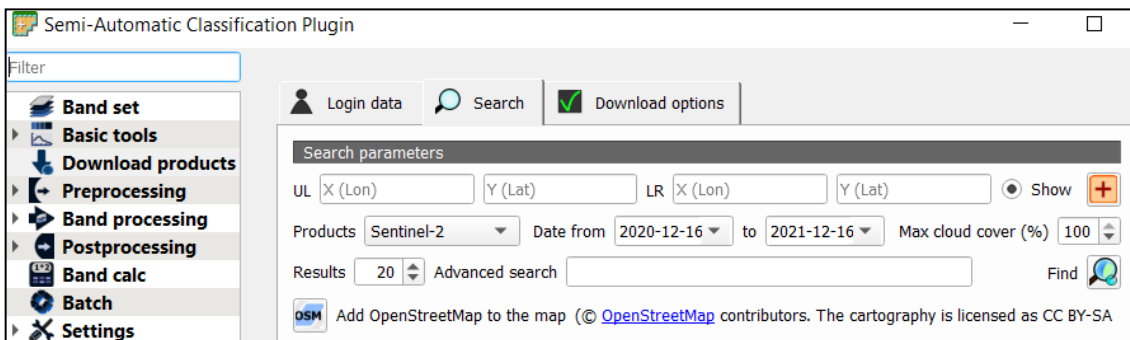 Semi-Automatic Classification Plugin
Filter
Band set
Basic tools
Download products
Preprocessing
Band processing
Postprocessing
Band calc
Batch
Settings
Login data Search Download options
Search parameters
UL X (Lon) Y (Lat) LR X (Lon) Y (Lat) Show
Products Sentinel-2 Date from 2020-12-16 to 2021-12-16 Max cloud cover (%) 100
Results 20 Advanced search Find
OSM Add OpenStreetMap to the map (© OpenStreetMap contributors. The cartography is licensed as CC BY-SA